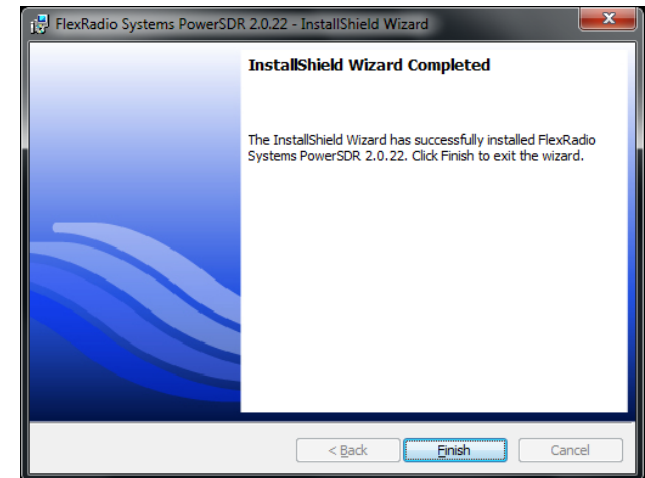 FlexRadio Systems PowerSDR 2.0.22 - InstallShield Wizard
InstallShield Wizard Completed
The InstallShield Wizard has successfully installed FlexRadio
Systems PowerSDR 2.0.22. Click Finish to exit the wizard.
< Back Finish Cancel